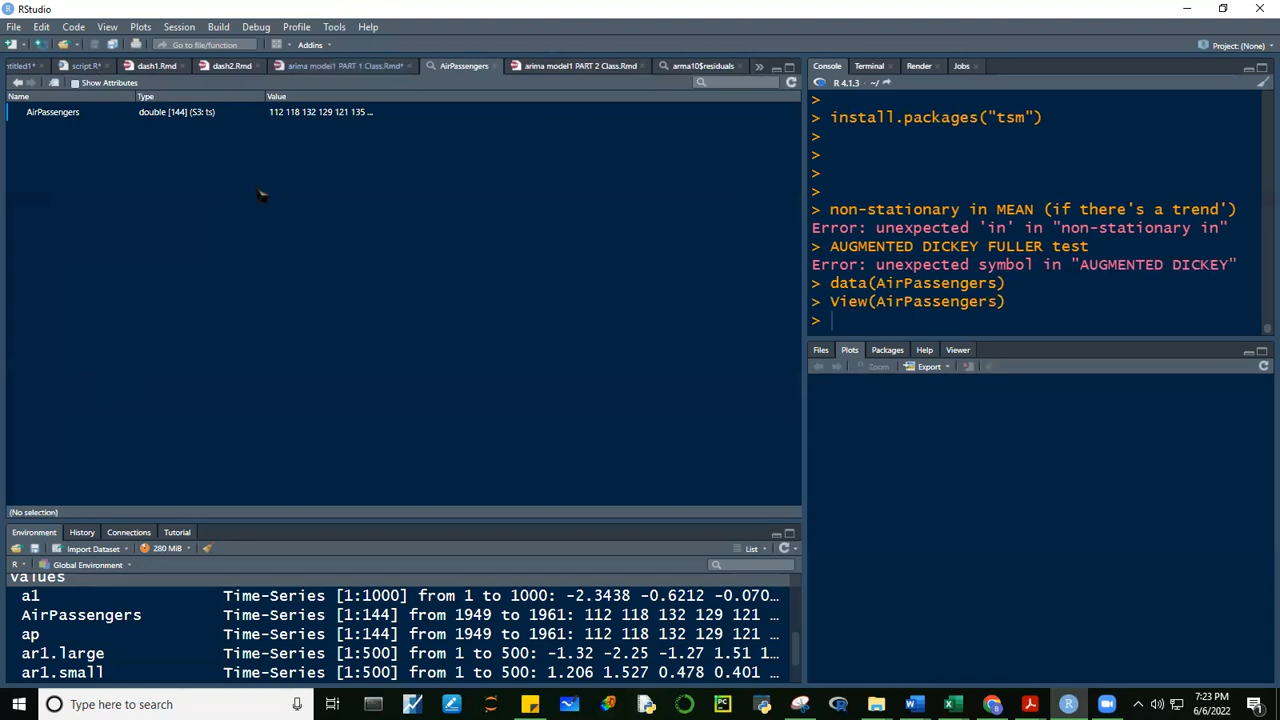 RStudio
File Edit Code View Plots Session Build Debug Profile Tools Help
Go to file/function Addins Project: (None)
ntitled1* script.R* dash1.Rmd dash2.Rmd arima model1 PART 1 Class.Rmd* AirPassengers arima model1 PART 2 Class.Rmd arma10$residuals
Show Attributes
Name Type Value
AirPassengers double [144] (S3: ts) 112 118 132 129 121 135 ...
(No selection)
Console Terminal Render Jobs
R 4.1.3 · ~/
>
> install.packages("tsm")
>
>
>
>
> non-stationary in MEAN (if there's a trend')
Error: unexpected 'in' in "non-stationary in"
> AUGMENTED DICKEY FULLER test
Error: unexpected symbol in "AUGMENTED DICKEY"
> data(AirPassengers)
> View(AirPassengers)
>
Files Plots Packages Help Viewer
Zoom Export
Environment History Connections Tutorial
Import Dataset 280 MiB List
R Global Environment
values
a1 Time-Series [1:1000] from 1 to 1000: -2.3438 -0.6212 -0.070...
AirPassengers Time-Series [1:144] from 1949 to 1961: 112 118 132 129 121 ...
ap Time-Series [1:144] from 1949 to 1961: 112 118 132 129 121 ...
ar1.large Time-Series [1:500] from 1 to 500: -1.32 -2.25 -1.27 1.51 1...
ar1.small Time-Series [1:500] from 1 to 500: 1.206 1.527 0.478 0.401 ...
Type here to search
7:23 PM
6/6/2022